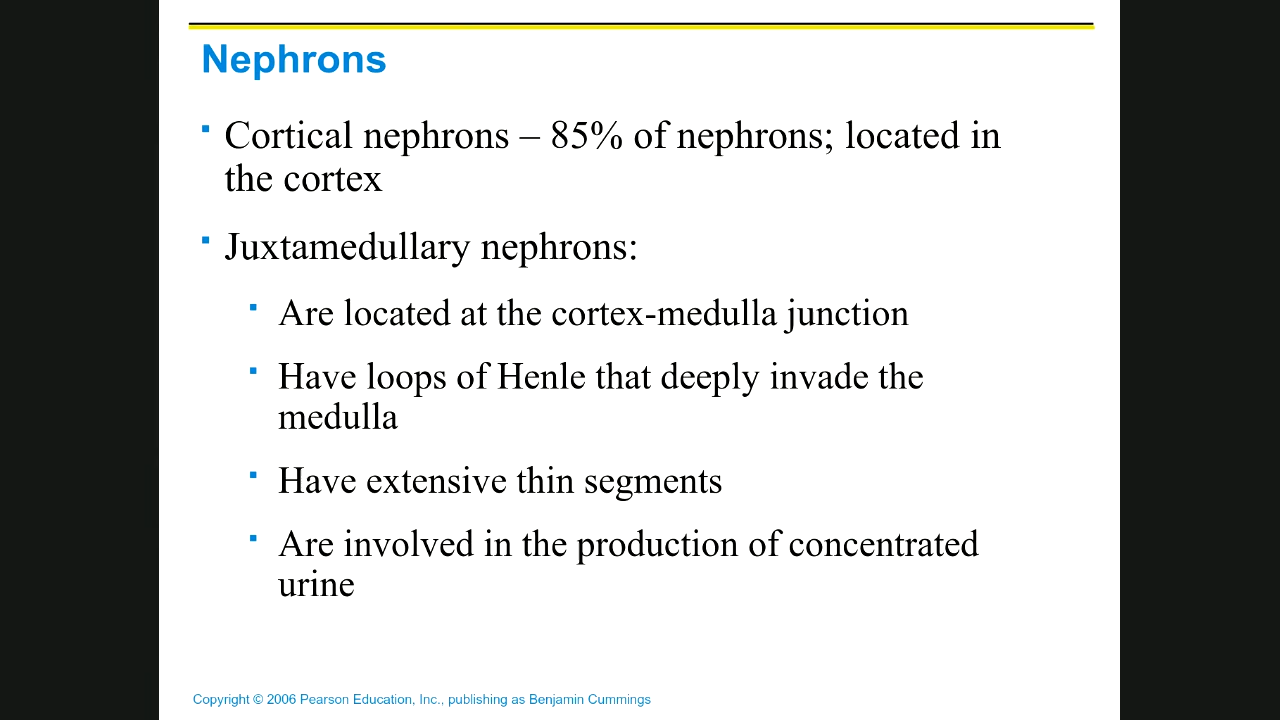 Nephrons
Cortical nephrons – 85% of nephrons; located in
the cortex
Juxtamedullary nephrons:
Are located at the cortex-medulla junction
Have loops of Henle that deeply invade the
medulla
Have extensive thin segments
Are involved in the production of concentrated
urine
Copyright © 2006 Pearson Education, Inc., publishing as Benjamin Cummings